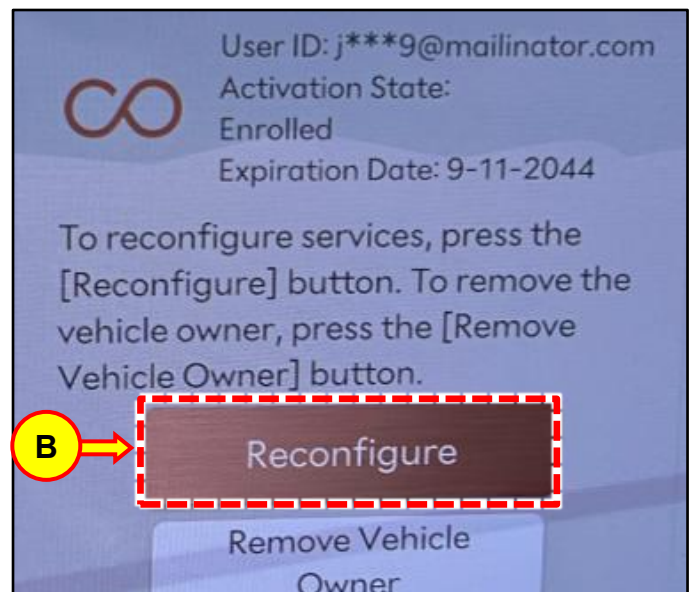 User ID: j***9@mailinator.com
Activation State:
Enrolled
Expiration Date: 9-11-2044
To reconfigure services, press the
[Reconfigure] button. To remove the
vehicle owner, press the [Remove
Vehicle Owner] button.
B
Reconfigure
Remove Vehicle
Owner